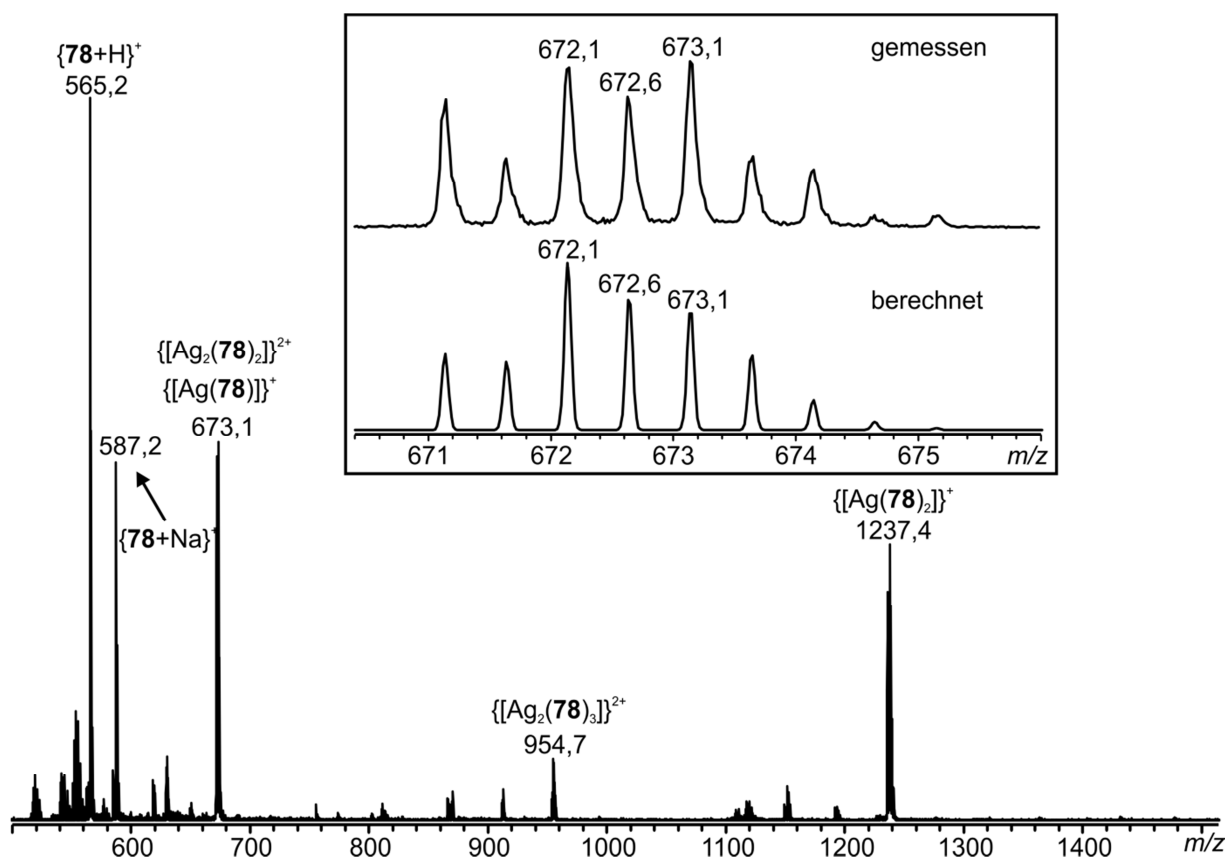 {78+H}⁺
565,2
{[Ag₂(78)₂]}²⁺
{[Ag(78)]}⁺
673,1
587,2
{78+Na}⁺
{[Ag₂(78)₃]}²⁺
954,7
{[Ag(78)₂]}⁺
1237,4
672,1
672,6
673,1
gemessen
672,1
672,6
673,1
berechnet
671 672 673 674 675 m/z
600 700 800 900 1000 1100 1200 1300 1400 m/z